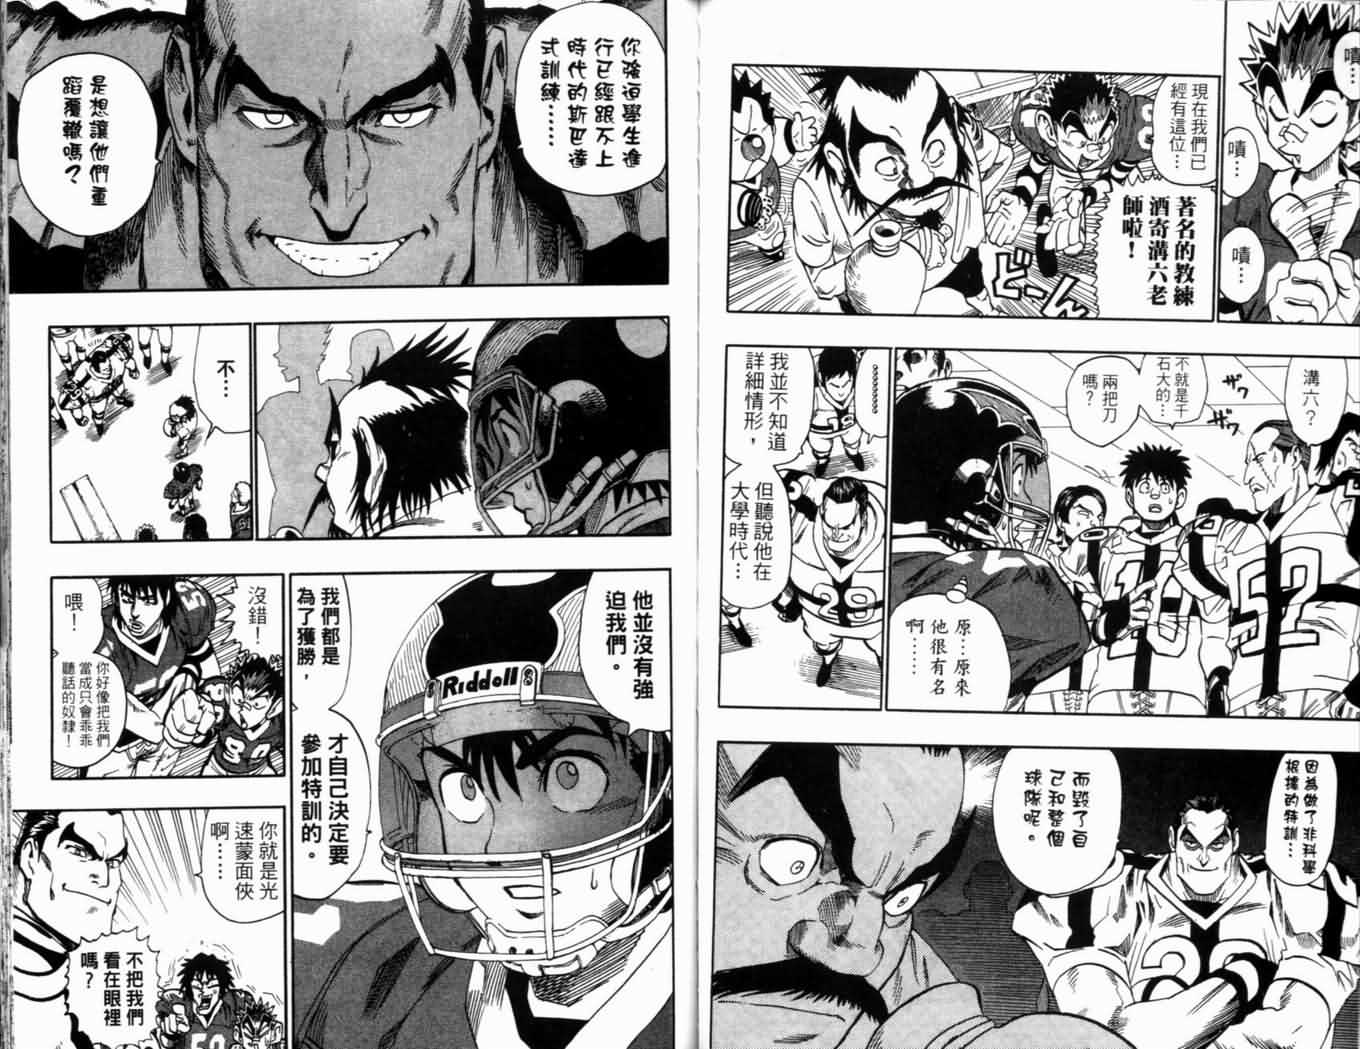 嘖…
嘖…
嘖…
現在我們已
經有這位…
著名的教練
酒寄溝六老
師啦！
どーん
溝六？
ザワ
ザワ
不就是千
石大的…
兩把刀
嗎？
原…原來
他很有名
啊……
我並不知道
詳細情形，
但聽說他在
大學時代…
因為做了非科學
根據的特訓…
而毀了自
己和整個
球隊呢。
你強須學生進
行已經跟不上
時代的斯巴達
式訓練……
是想讓他們重
蹈覆轍嗎？
不…
他並沒有強
迫我們。
我們都是
為了獲勝，
才自己決定要
參加特訓的。
Riddell
沒錯！
喂！
你好像把我們
當成只會乖乖
聽話的奴隸！
你就是光
速蒙面俠
啊……
不把我們
看在眼裡
嗎？